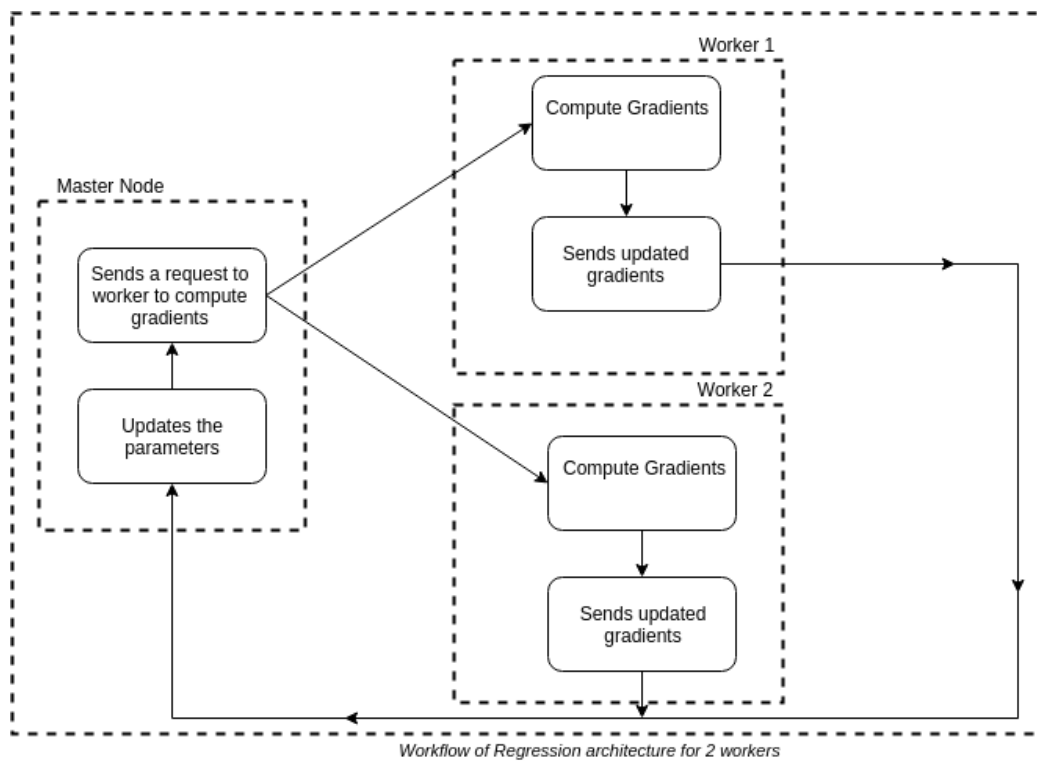 Worker 1
Compute Gradients
Master Node
Sends a request to
worker to compute
gradients
Sends updated
gradients
Updates the
parameters
Worker 2
Compute Gradients
Sends updated
gradients
Workflow of Regression architecture for 2 workers